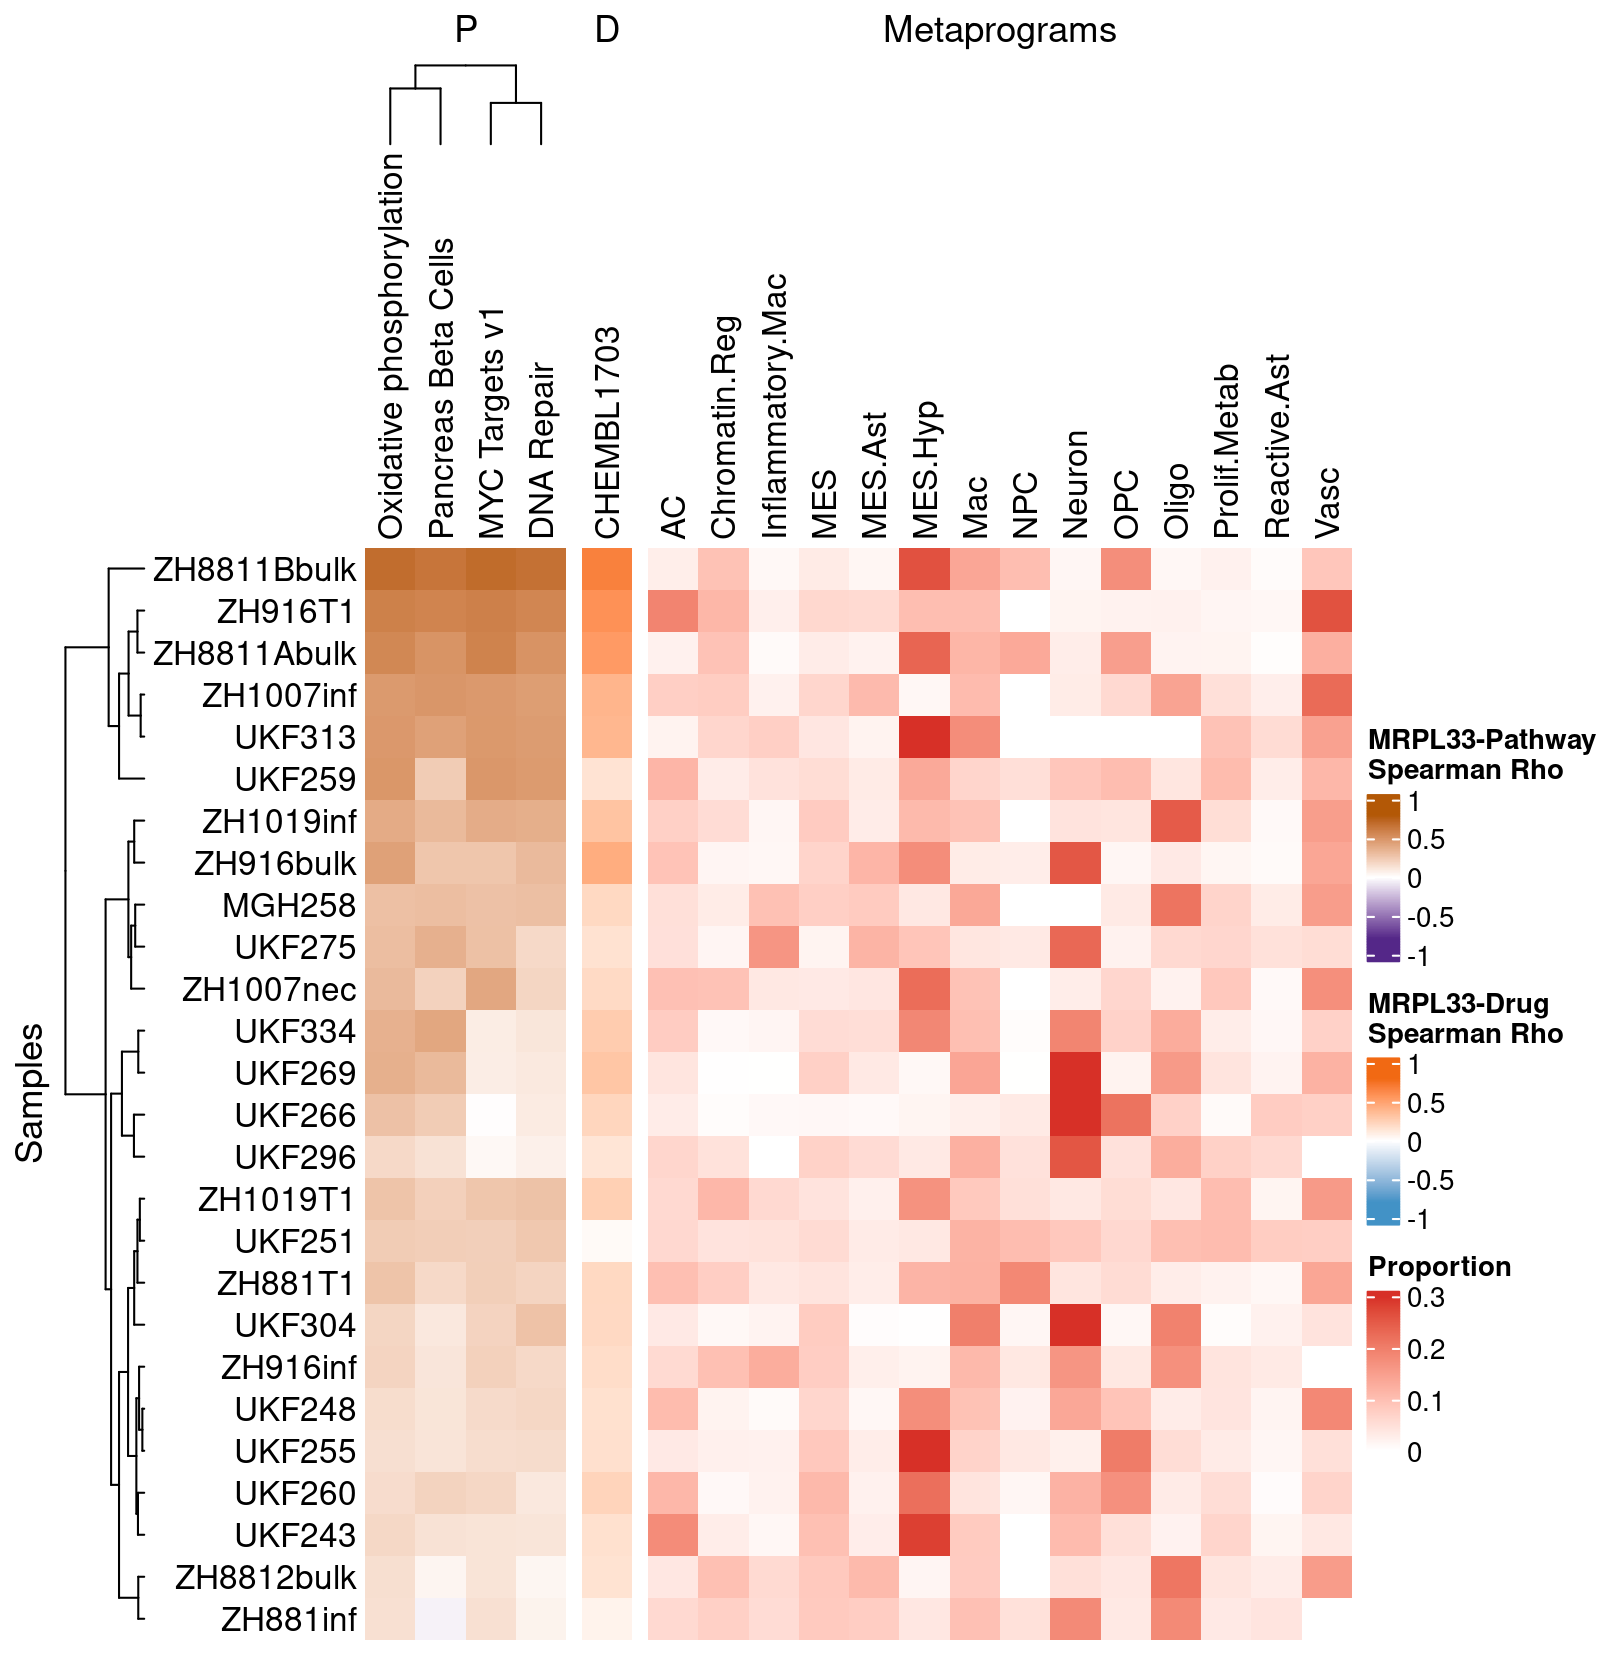 P D Metaprograms
Oxidative phosphorylation
Pancreas Beta Cells
MYC Targets v1
DNA Repair
CHEMBL1703
AC
Chromatin.Reg
Inflammatory.Mac
MES
MES.Ast
MES.Hyp
Mac
NPC
Neuron
OPC
Oligo
Prolif.Metab
Reactive.Ast
Vasc
Samples
ZH8811Bbulk
ZH916T1
ZH8811Abulk
ZH1007inf
UKF313
UKF259
ZH1019inf
ZH916bulk
MGH258
UKF275
ZH1007nec
UKF334
UKF269
UKF266
UKF296
ZH1019T1
UKF251
ZH881T1
UKF304
ZH916inf
UKF248
UKF255
UKF260
UKF243
ZH8812bulk
ZH881inf
MRPL33-Pathway
Spearman Rho
1
0.5
0
-0.5
-1
MRPL33-Drug
Spearman Rho
1
0.5
0
-0.5
-1
Proportion
0.3
0.2
0.1
0